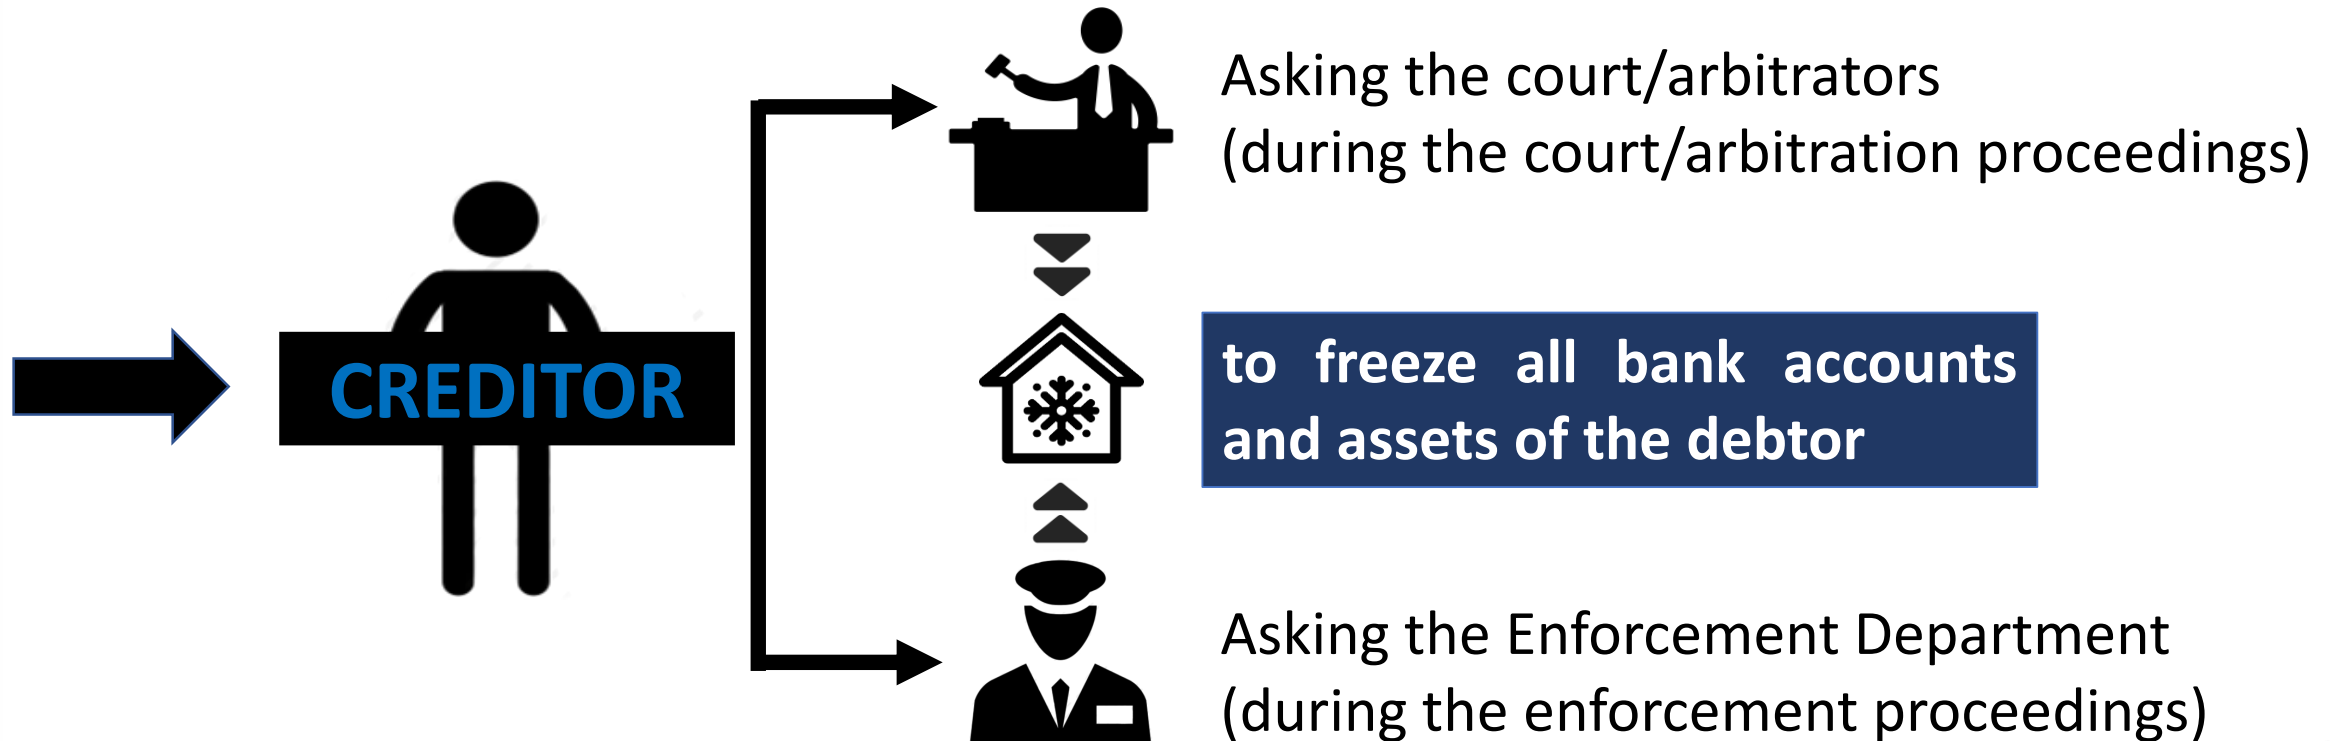 Asking the court/arbitrators
(during the court/arbitration proceedings)
CREDITOR
to freeze all bank accounts
and assets of the debtor
Asking the Enforcement Department
(during the enforcement proceedings)